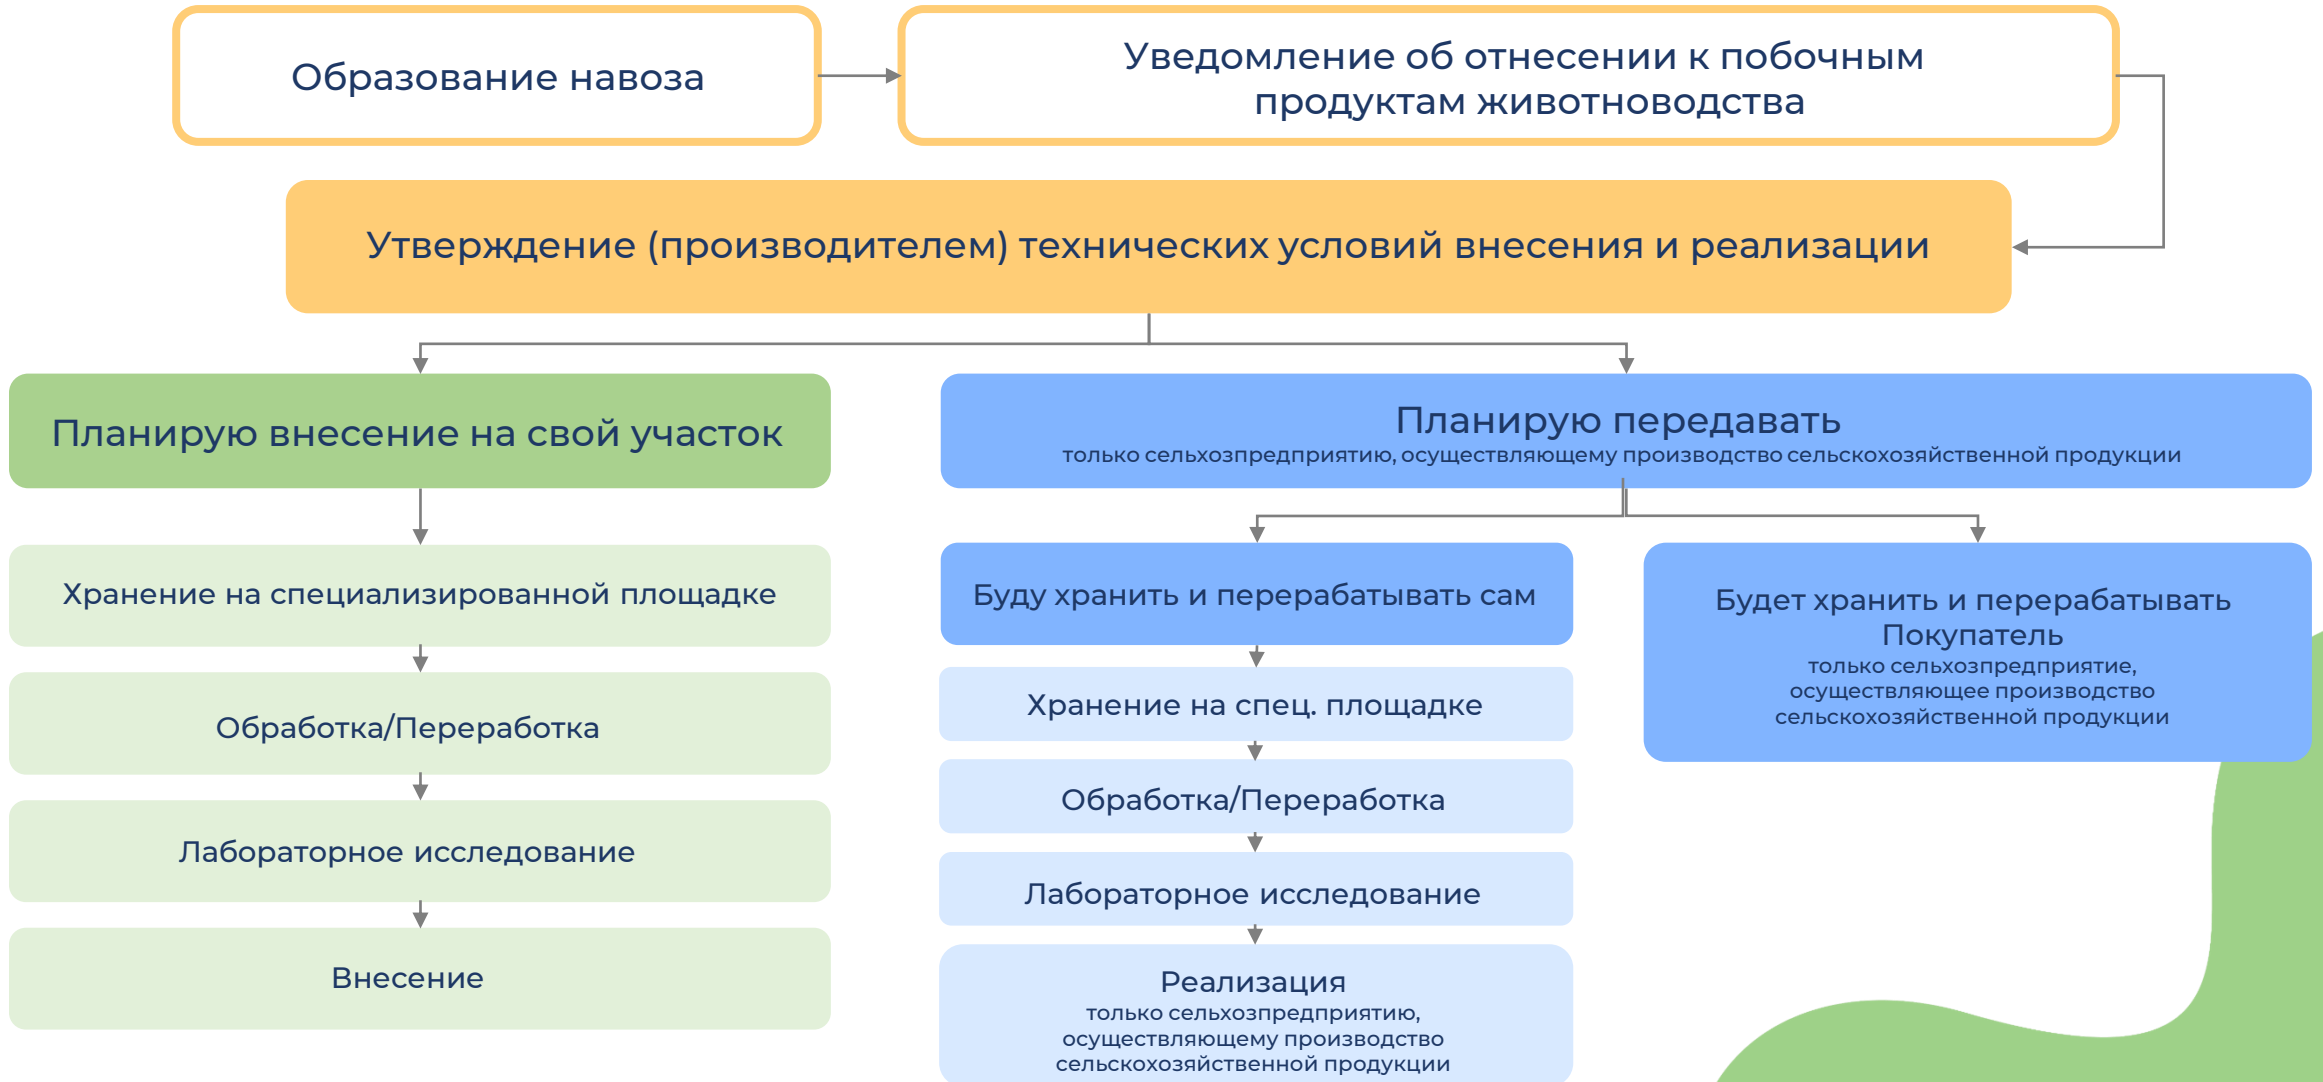 Образование навоза
Уведомление об отнесении к побочным
продуктам животноводства
Утверждение (производителем) технических условий внесения и реализации
Планирую внесение на свой участок
Хранение на специализированной площадке
Обработка/Переработка
Лабораторное исследование
Внесение
Планирую передавать
только сельхозпредприятию, осуществляющему производство сельскохозяйственной продукции
Буду хранить и перерабатывать сам
Хранение на спец. площадке
Обработка/Переработка
Лабораторное исследование
Реализация
только сельхозпредприятию,
осуществляющему производство
сельскохозяйственной продукции
Будет хранить и перерабатывать
Покупатель
только сельхозпредприятие,
осуществляющее производство
сельскохозяйственной продукции